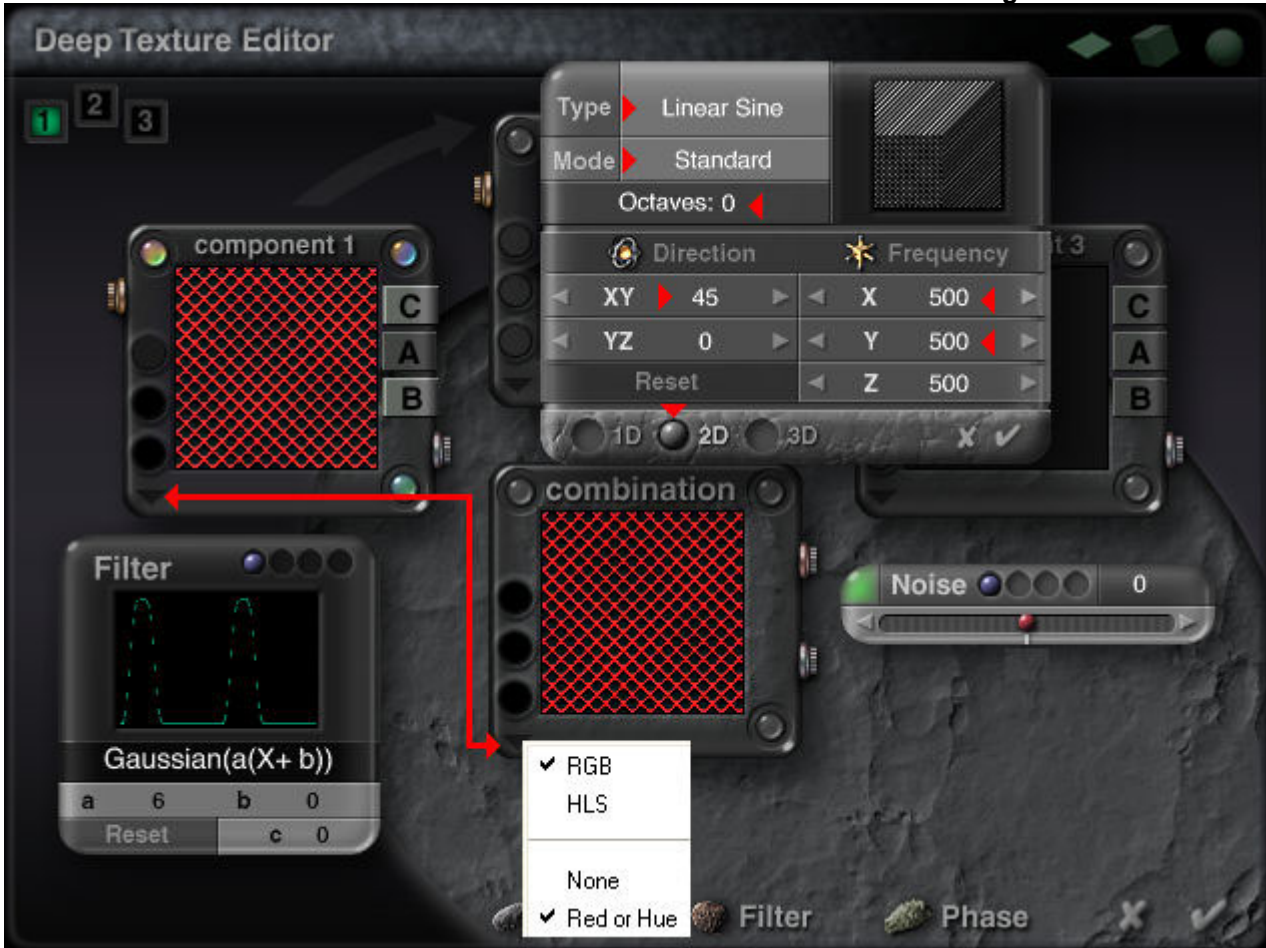 Deep Texture Editor
1 2 3
Type Linear Sine
Mode Standard
Octaves: 0
Direction Frequency
XY 45 X 500
YZ 0 Y 500
Reset Z 500
1D 2D 3D
component 1
C
A
B
t 3
C
A
B
combination
Filter
Gaussian(a(X+ b))
a 6 b 0
Reset c 0
Noise 0
RGB
HLS
None
Red or Hue
Filter
Phase